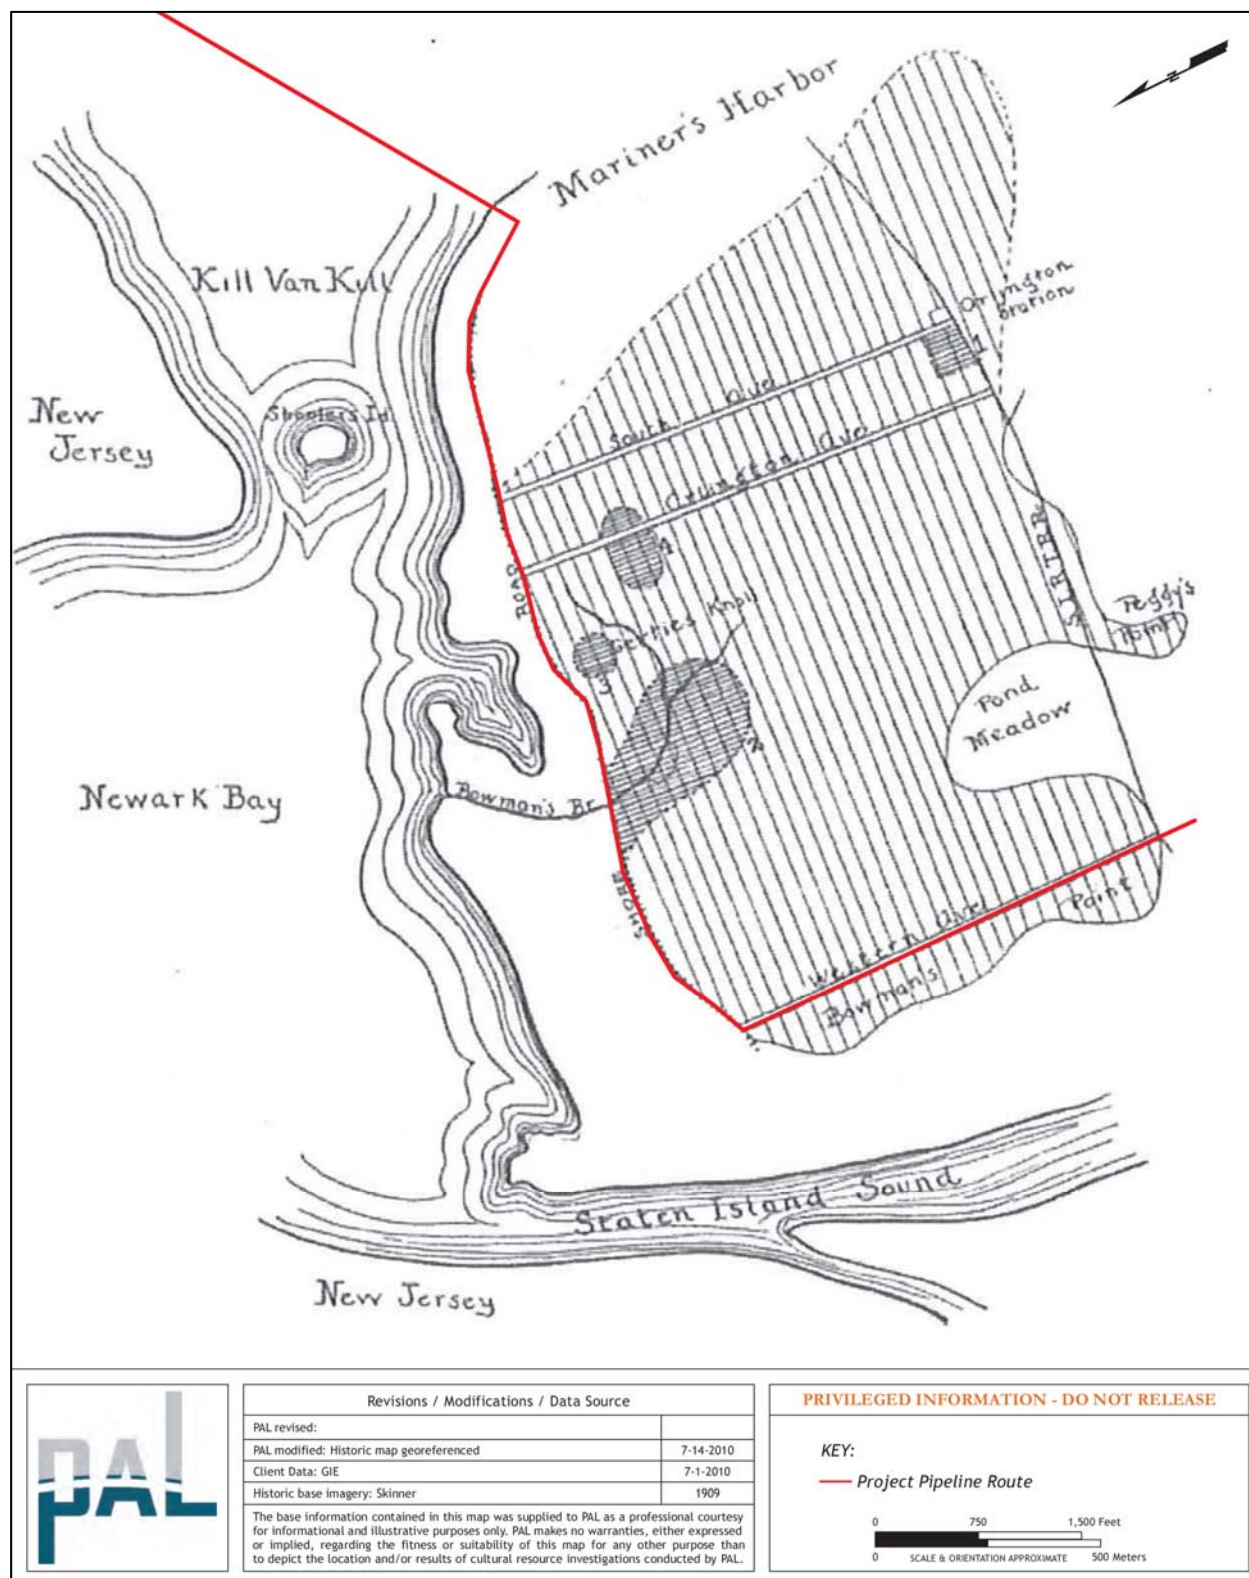 Mariner's Harbor
N
Kill Van Kull
Shooters Id.
New
Jersey
Arlington
Station
1
South Ave
Arlington Ave
4
ROAD
Gerties Knoll
3
2
S.I.R.T.R.R.
Peggy's
Point
Pond
Meadow
Newark Bay
Bowman's Br.
SHORE
Western Ave
Bowman's Point
Staten Island Sound
New Jersey
PAL
Revisions / Modifications / Data Source
PAL revised:
PAL modified: Historic map georeferenced 7-14-2010
Client Data: GIE 7-1-2010
Historic base imagery: Skinner 1909
The base information contained in this map was supplied to PAL as a professional courtesy
for informational and illustrative purposes only. PAL makes no warranties, either expressed
or implied, regarding the fitness or suitability of this map for any other purpose than
to depict the location and/or results of cultural resource investigations conducted by PAL.
PRIVILEGED INFORMATION - DO NOT RELEASE
KEY:
Project Pipeline Route
0 750 1,500 Feet
0 SCALE & ORIENTATION APPROXIMATE 500 Meters